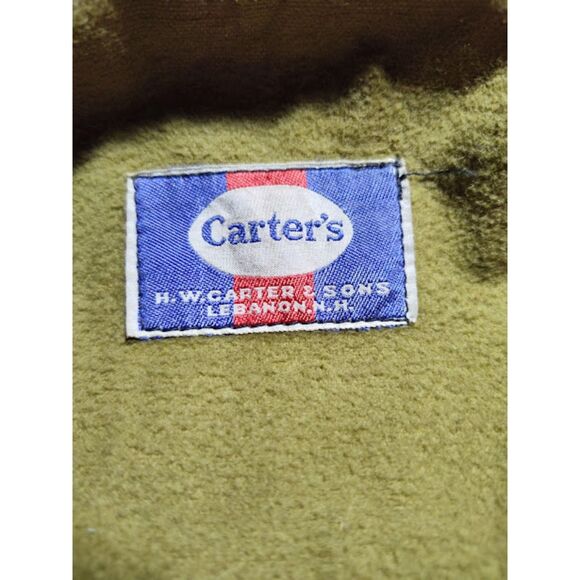 Carter's
H.W.CARTER & SONS
LEBANON, N.H.